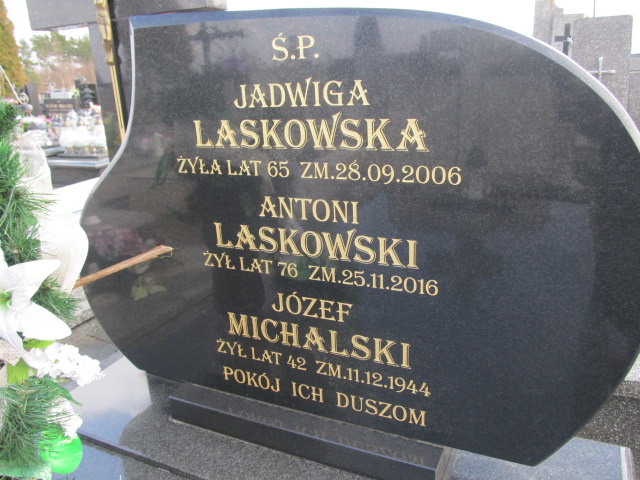 Ś.P.
JADWIGA
LASKOWSKA
ŻYŁA LAT 65 ZM.28.09.2006
ANTONI
LASKOWSKI
ŻYŁ LAT 76 ZM.25.11.2016
JÓZEF
MICHALSKI
ŻYŁ LAT 42 ZM.11.12.1944
POKÓJ ICH DUSZOM